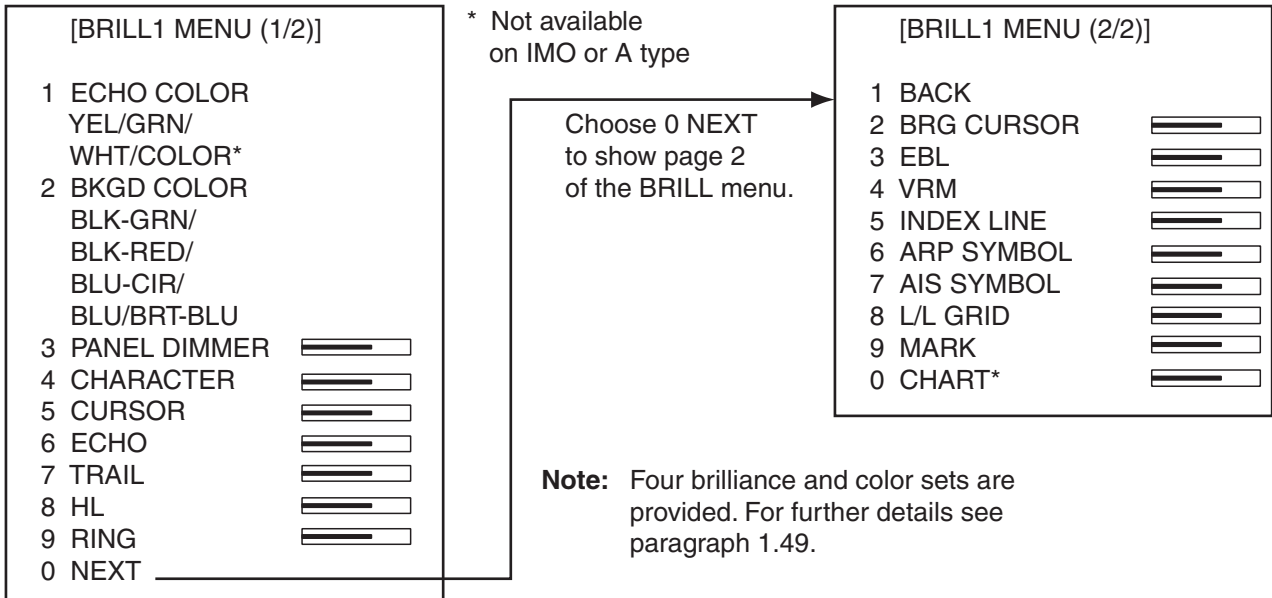 [BRILL1 MENU (1/2)]
1 ECHO COLOR
YEL/GRN/
WHT/COLOR*
2 BKGD COLOR
BLK-GRN/
BLK-RED/
BLU-CIR/
BLU/BRT-BLU
3 PANEL DIMMER
4 CHARACTER
5 CURSOR
6 ECHO
7 TRAIL
8 HL
9 RING
0 NEXT
* Not available
on IMO or A type
Choose 0 NEXT
to show page 2
of the BRILL menu.
[BRILL1 MENU (2/2)]
1 BACK
2 BRG CURSOR
3 EBL
4 VRM
5 INDEX LINE
6 ARP SYMBOL
7 AIS SYMBOL
8 L/L GRID
9 MARK
0 CHART*
Note: Four brilliance and color sets are
provided. For further details see
paragraph 1.49.